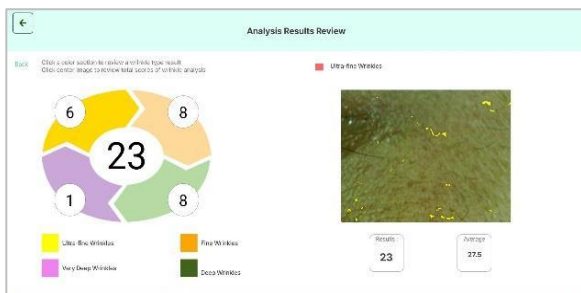 Analysis Results Review
Back
Click a color section to review a wrinkle type result
Click center image to review total scores of wrinkle analysis
6
8
23
1
8
Ultra-fine Wrinkles
Fine Wrinkles
Very Deep Wrinkles
Deep Wrinkles
Ultra-fine Wrinkles
Results
23
Average
27.5